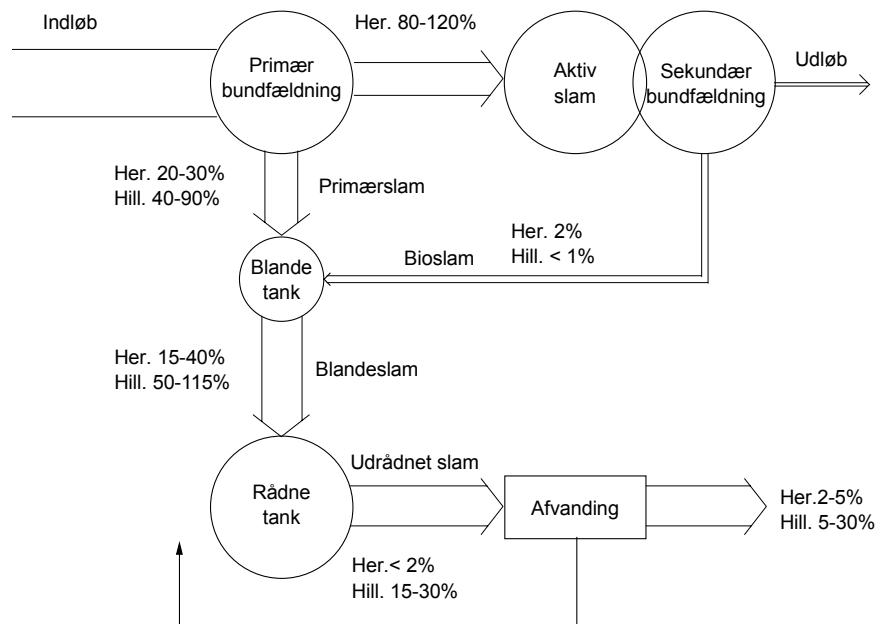 Indløb
Her. 80-120%
Primær
bundfældning
Aktiv
slam
Sekundær
bundfældning
Udløb
Her. 20-30%
Hill. 40-90%
Primærslam
Her. 2%
Hill. < 1%
Bioslam
Blande
tank
Her. 15-40%
Hill. 50-115%
Blandeslam
Udrådnet slam
Rådne
tank
Afvanding
Her.2-5%
Hill. 5-30%
Her.< 2%
Hill. 15-30%